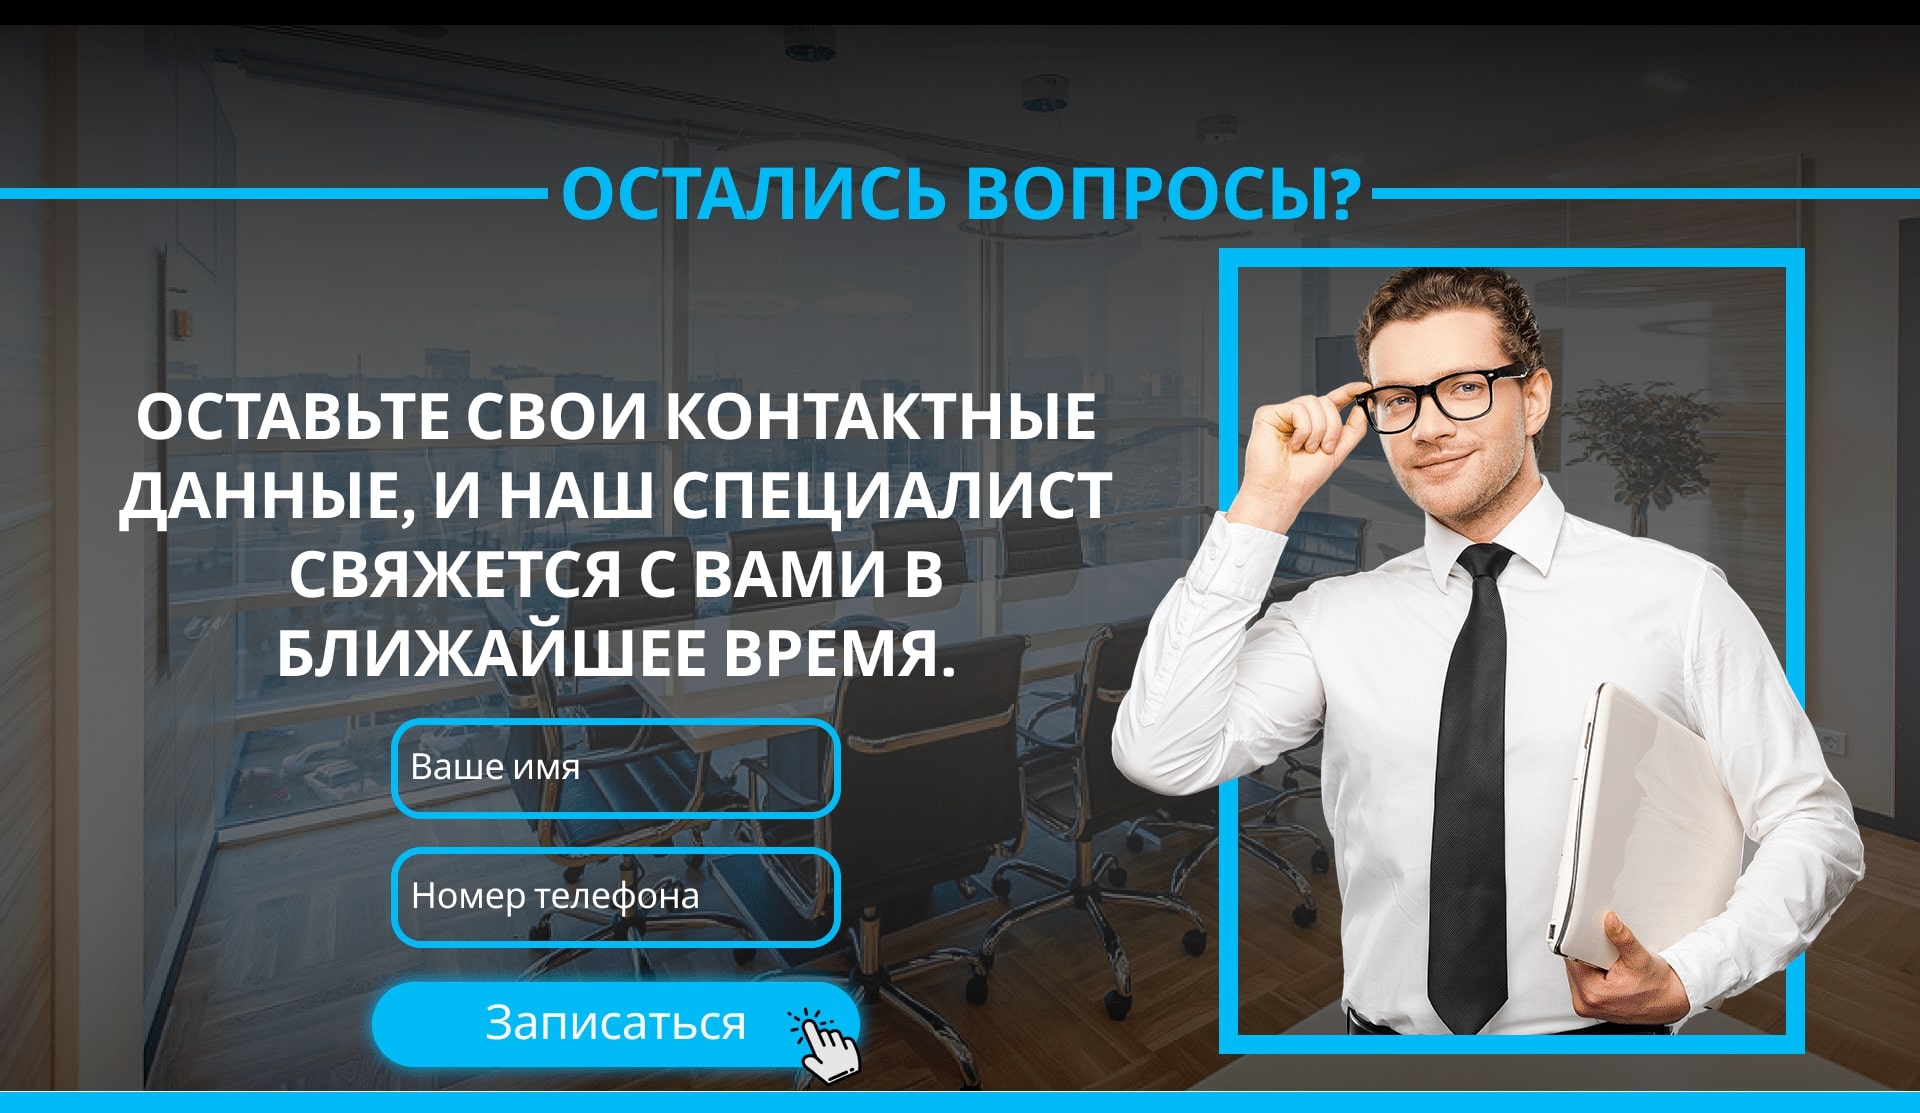 ОСТАЛИСЬ ВОПРОСЫ?
ОСТАВЬТЕ СВОИ КОНТАКТНЫЕ
ДАННЫЕ, И НАШ СПЕЦИАЛИСТ
СВЯЖЕТСЯ С ВАМИ В
БЛИЖАЙШЕЕ ВРЕМЯ.
Ваше имя
Номер телефона
Записаться